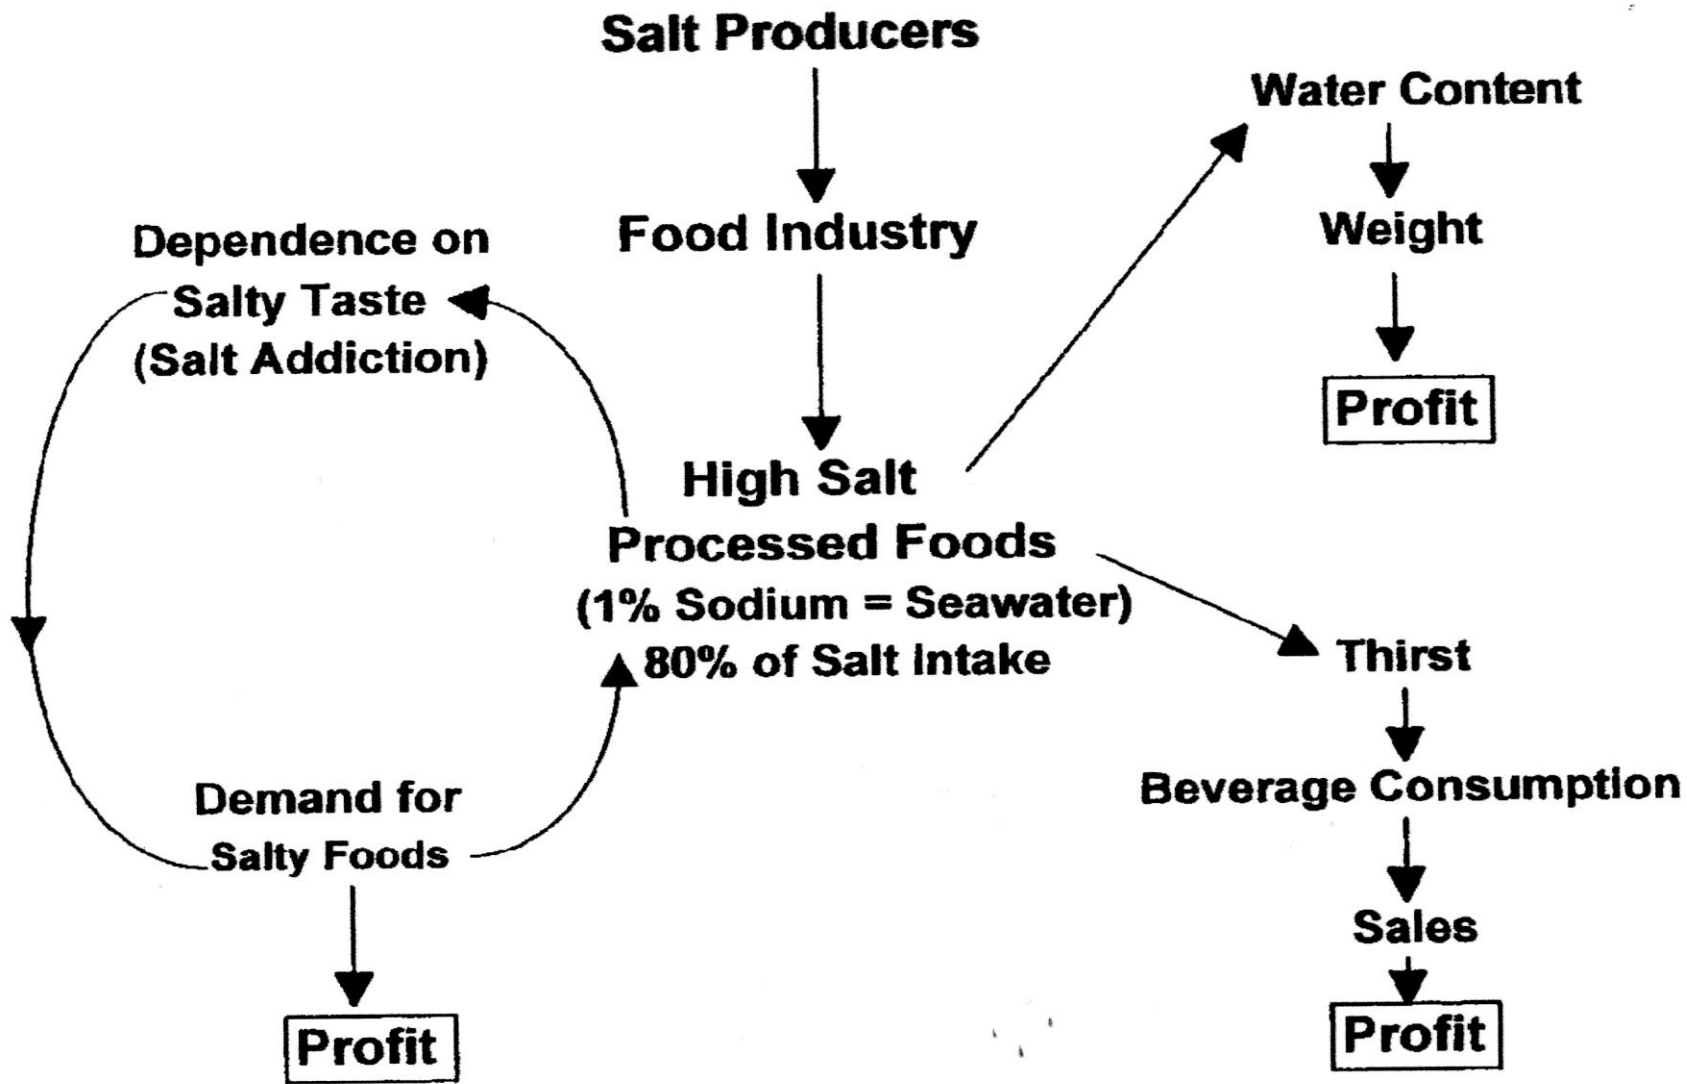 Salt Producers
Food Industry
High Salt
Processed Foods
(1% Sodium = Seawater)
80% of Salt Intake
Dependence on
Salty Taste
(Salt Addiction)
Demand for
Salty Foods
Profit
Water Content
Weight
Profit
Thirst
Beverage Consumption
Sales
Profit